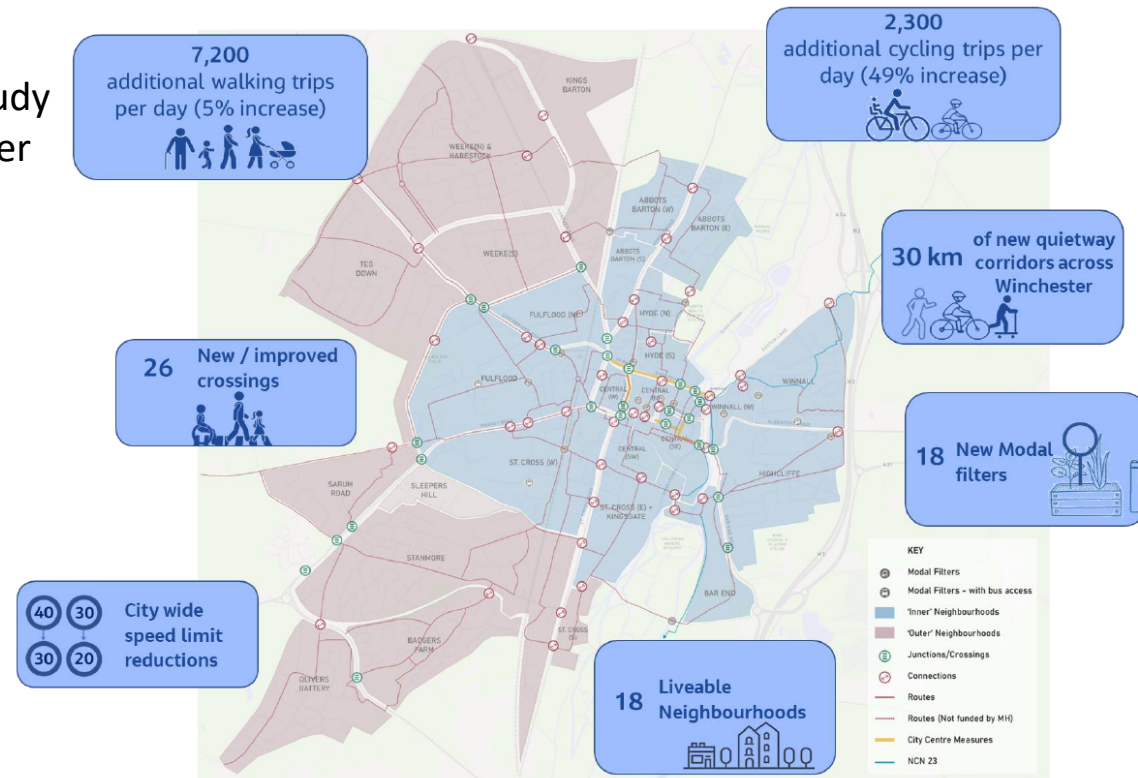 udy
er
7,200
additional walking trips
per day (5% increase)
2,300
additional cycling trips per
day (49% increase)
30 km
of new quietway
corridors across
Winchester
26
New / improved
crossings
18
New Modal
filters
40 30
30 20
City wide
speed limit
reductions
18
Liveable
Neighbourhoods
KINGS
BARTON
WEEKE(N) &
HARESTOCK
ABBOTS
BARTON (W)
ABBOTS
BARTON (E)
ABBOTS
BARTON (S)
TEG
DOWN
WEEKE(S)
FULFLOOD (N)
HYDE (N)
HYDE (S)
FULFLOOD
CENTRAL
(W)
CENTRAL
WINNALL
WINNALL (W)
CENTRAL
(SW)
CENTRAL
ST. CROSS (W)
HIGHCLIFFE
SARUM
ROAD
SLEEPERS
HILL
ST. CROSS (E) +
KINGSGATE
STANMORE
BAR END
BADGERS
FARM
ST. CROSS
(S)
OLIVERS
BATTERY
KEY
Modal Filters
Modal Filters - with bus access
'Inner' Neighbourhoods
'Outer' Neighbourhoods
Junctions/Crossings
Connections
Routes
Routes (Not funded by MH)
City Centre Measures
NCN 23